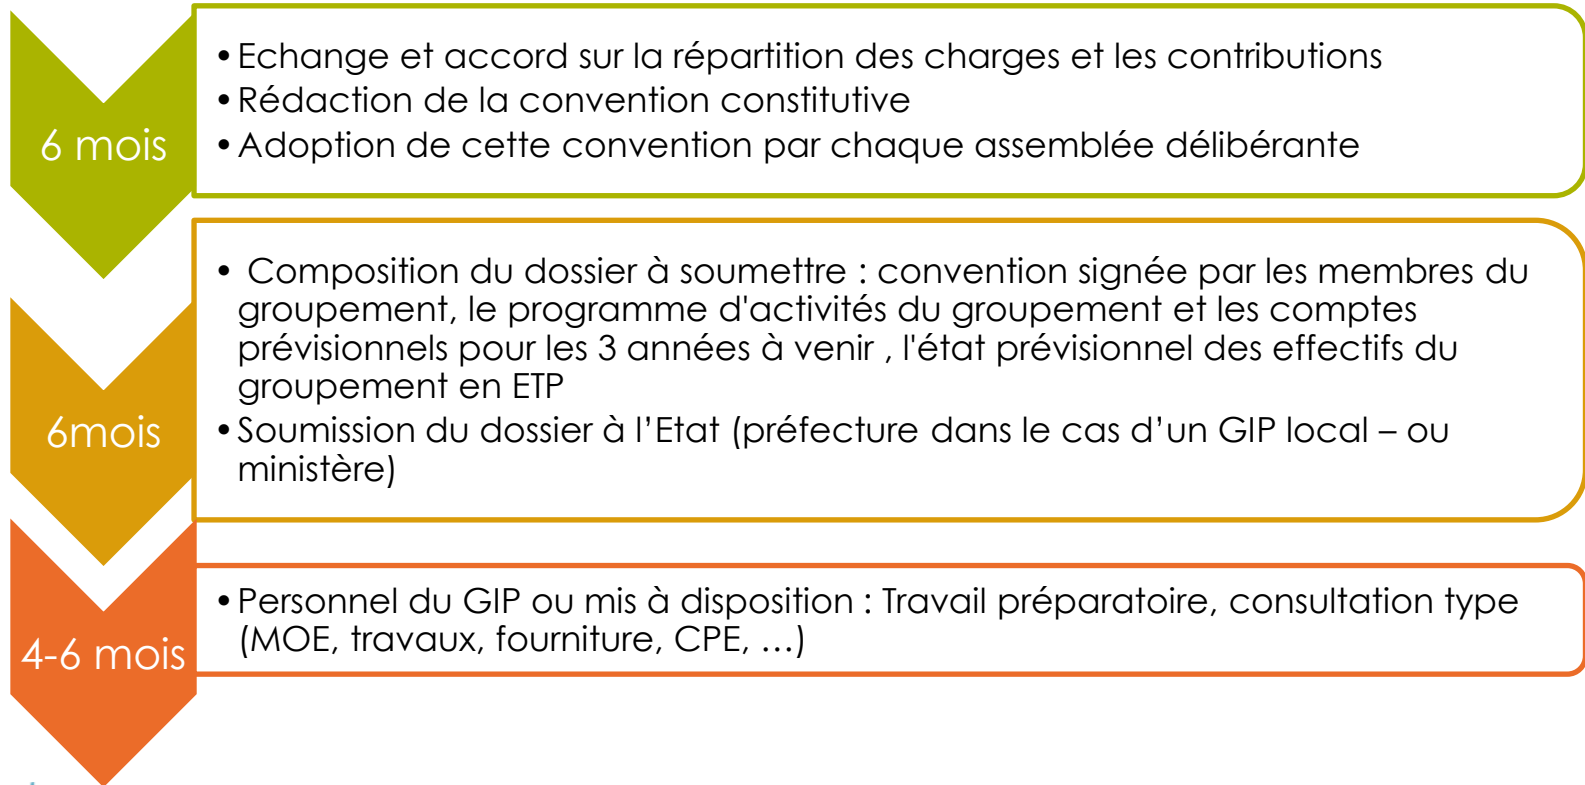 6 mois
•Echange et accord sur la répartition des charges et les contributions
•Rédaction de la convention constitutive
•Adoption de cette convention par chaque assemblée délibérante
6mois
• Composition du dossier à soumettre : convention signée par les membres du
groupement, le programme d'activités du groupement et les comptes
prévisionnels pour les 3 années à venir , l'état prévisionnel des effectifs du
groupement en ETP
•Soumission du dossier à l’Etat (préfecture dans le cas d’un GIP local – ou
ministère)
4-6 mois
•Personnel du GIP ou mis à disposition : Travail préparatoire, consultation type
(MOE, travaux, fourniture, CPE, …)